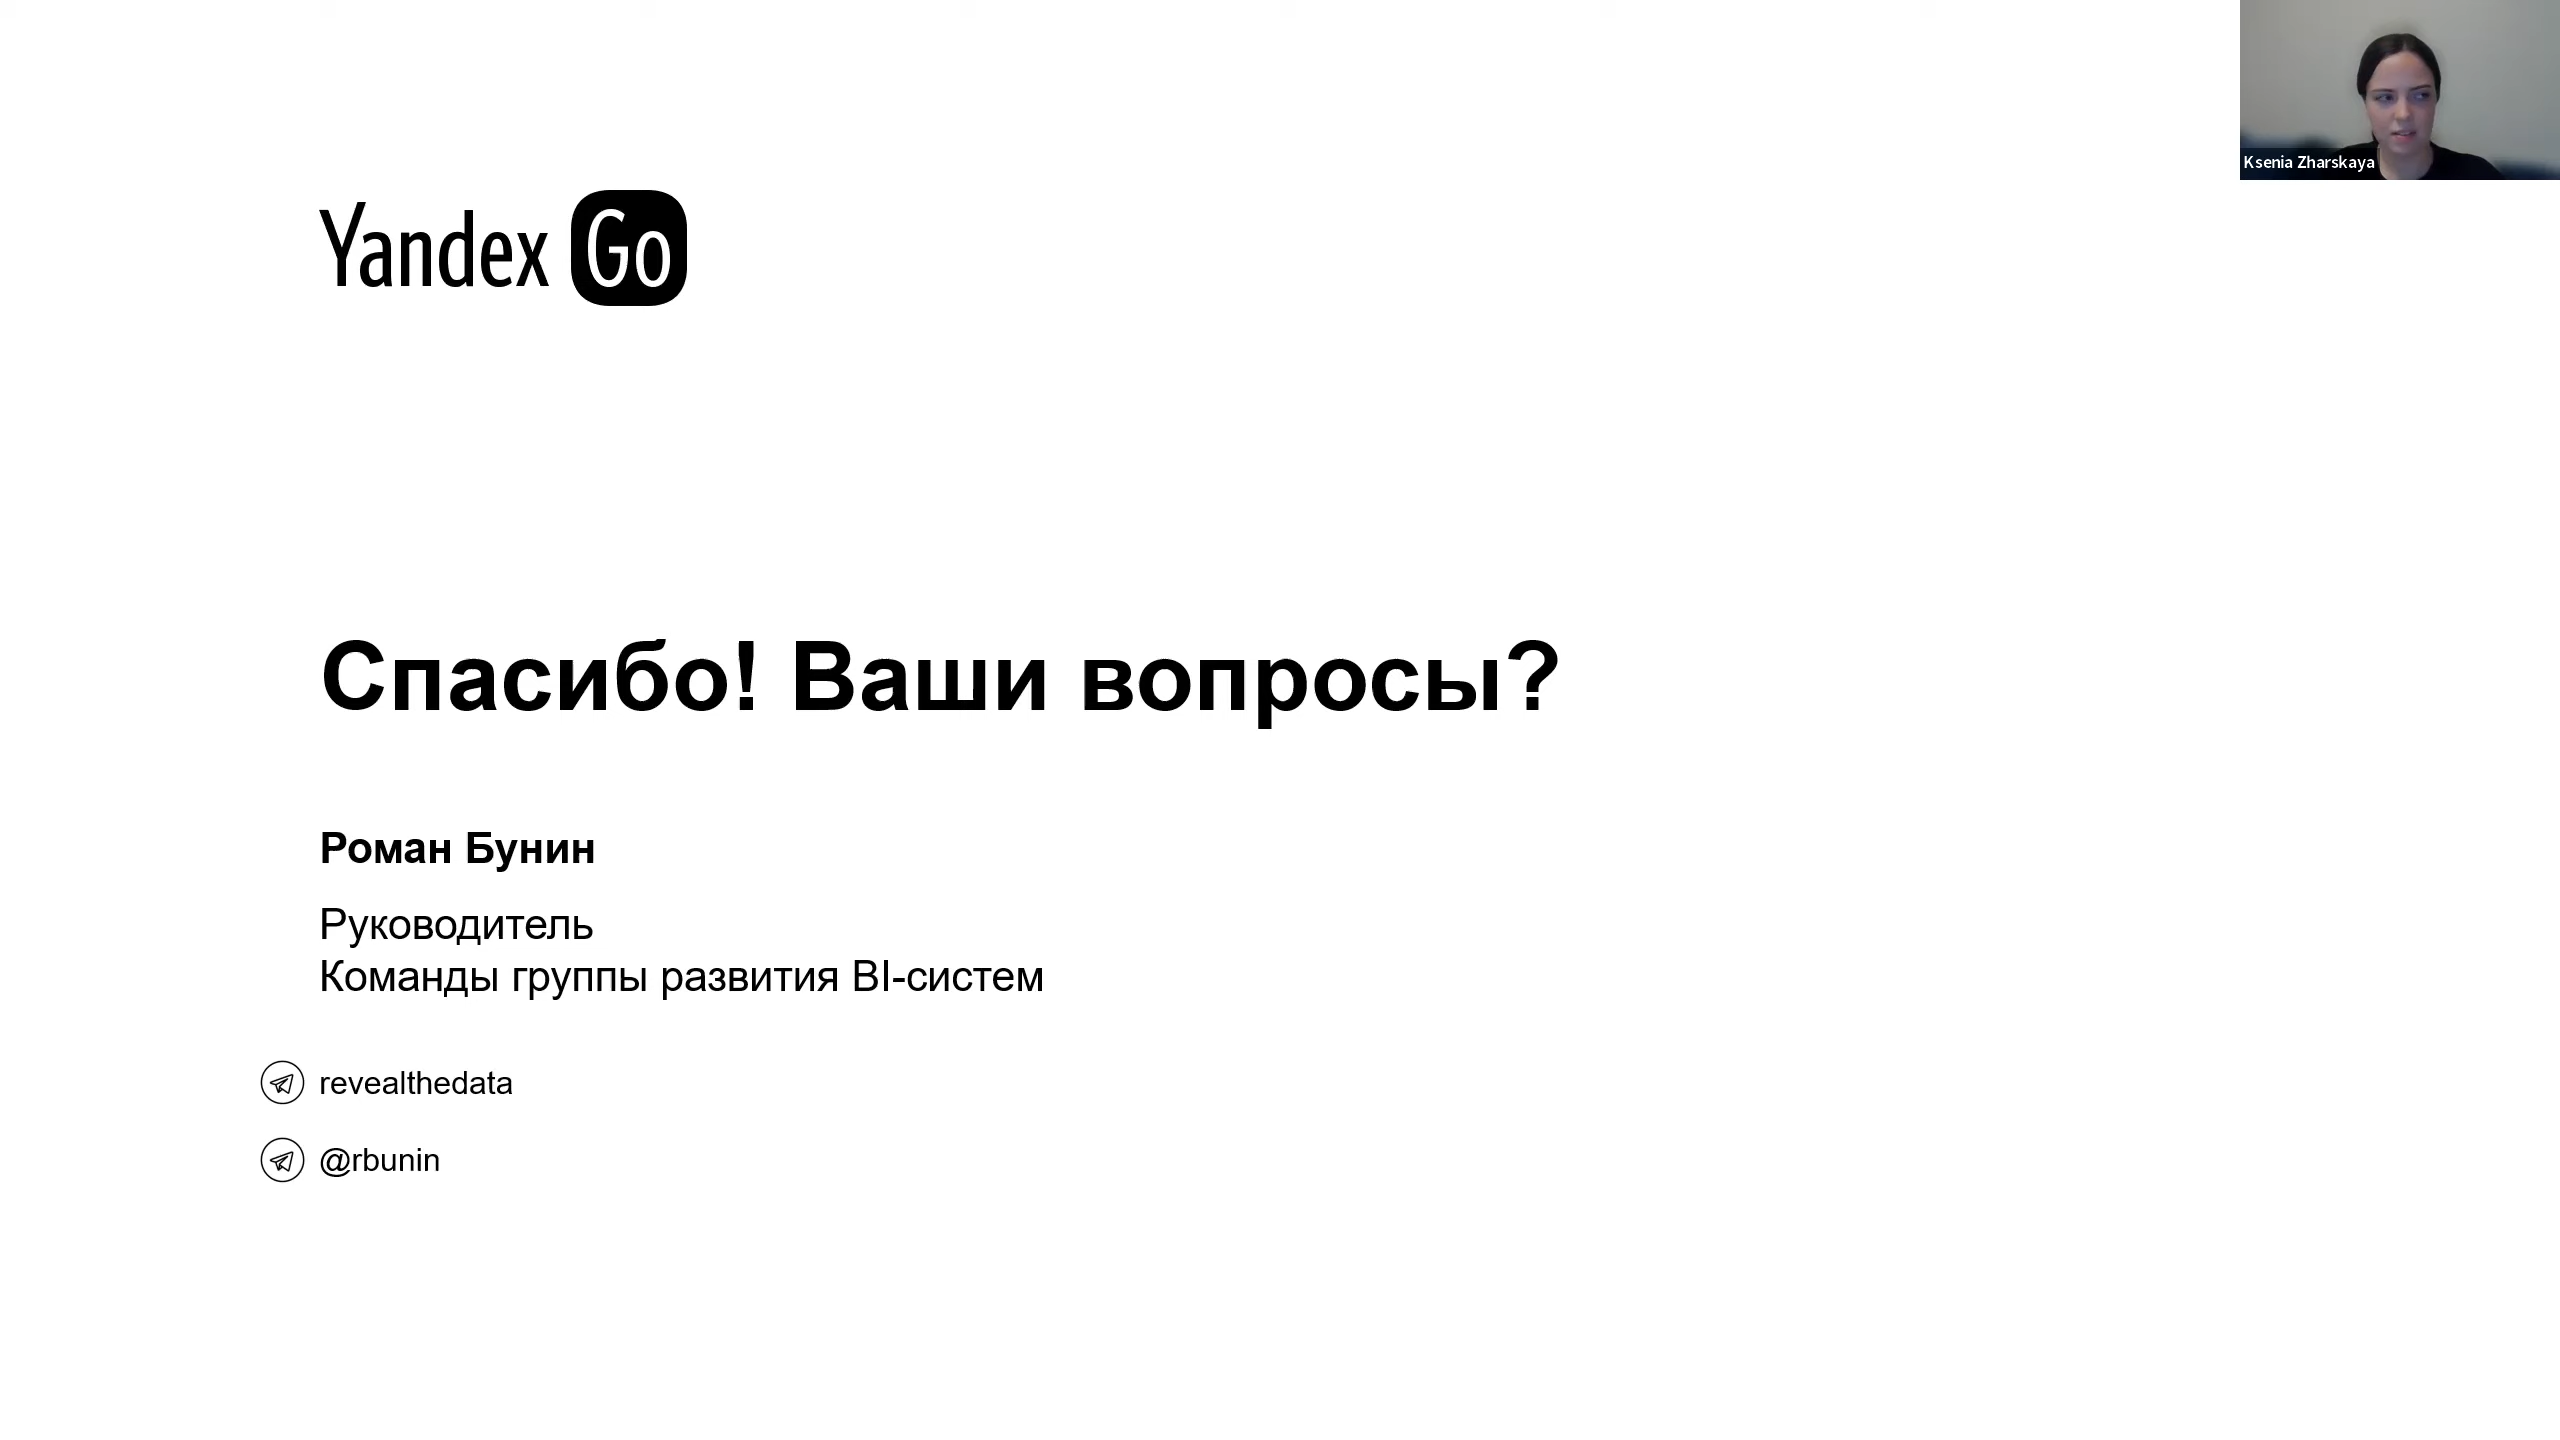 Ksenia Zharskaya
Yandex Go
Спасибо! Ваши вопросы?
Роман Бунин
Руководитель
Команды группы развития BI-систем
revealthedata
@rbunin